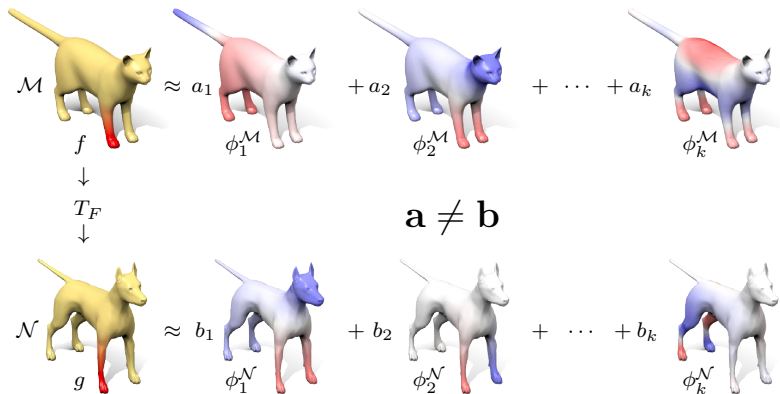 ℳ ≈ a₁ + a₂ + ⋯ + aₖ
f ϕ₁^ℳ ϕ₂^ℳ ϕₖ^ℳ
↓
T_F
↓
𝐚 ≠ 𝐛
𝒩 ≈ b₁ + b₂ + ⋯ + bₖ
g ϕ₁^𝒩 ϕ₂^𝒩 ϕₖ^𝒩